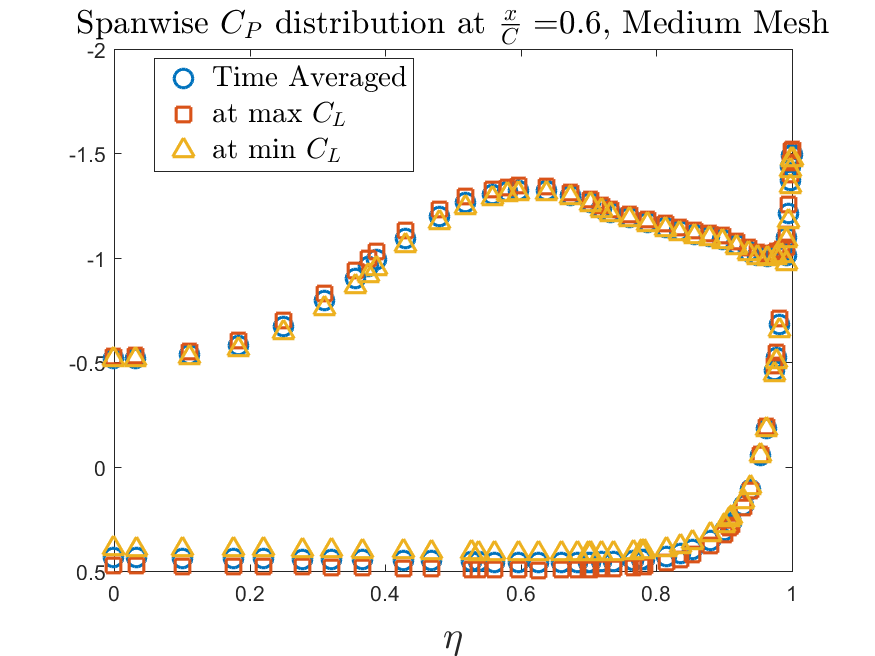 Spanwise C_P distribution at x/C =0.6, Medium Mesh
-2
Time Averaged
at max C_L
at min C_L
-1.5
-1
-0.5
0
0.5
0 0.2 0.4 0.6 0.8 1
η